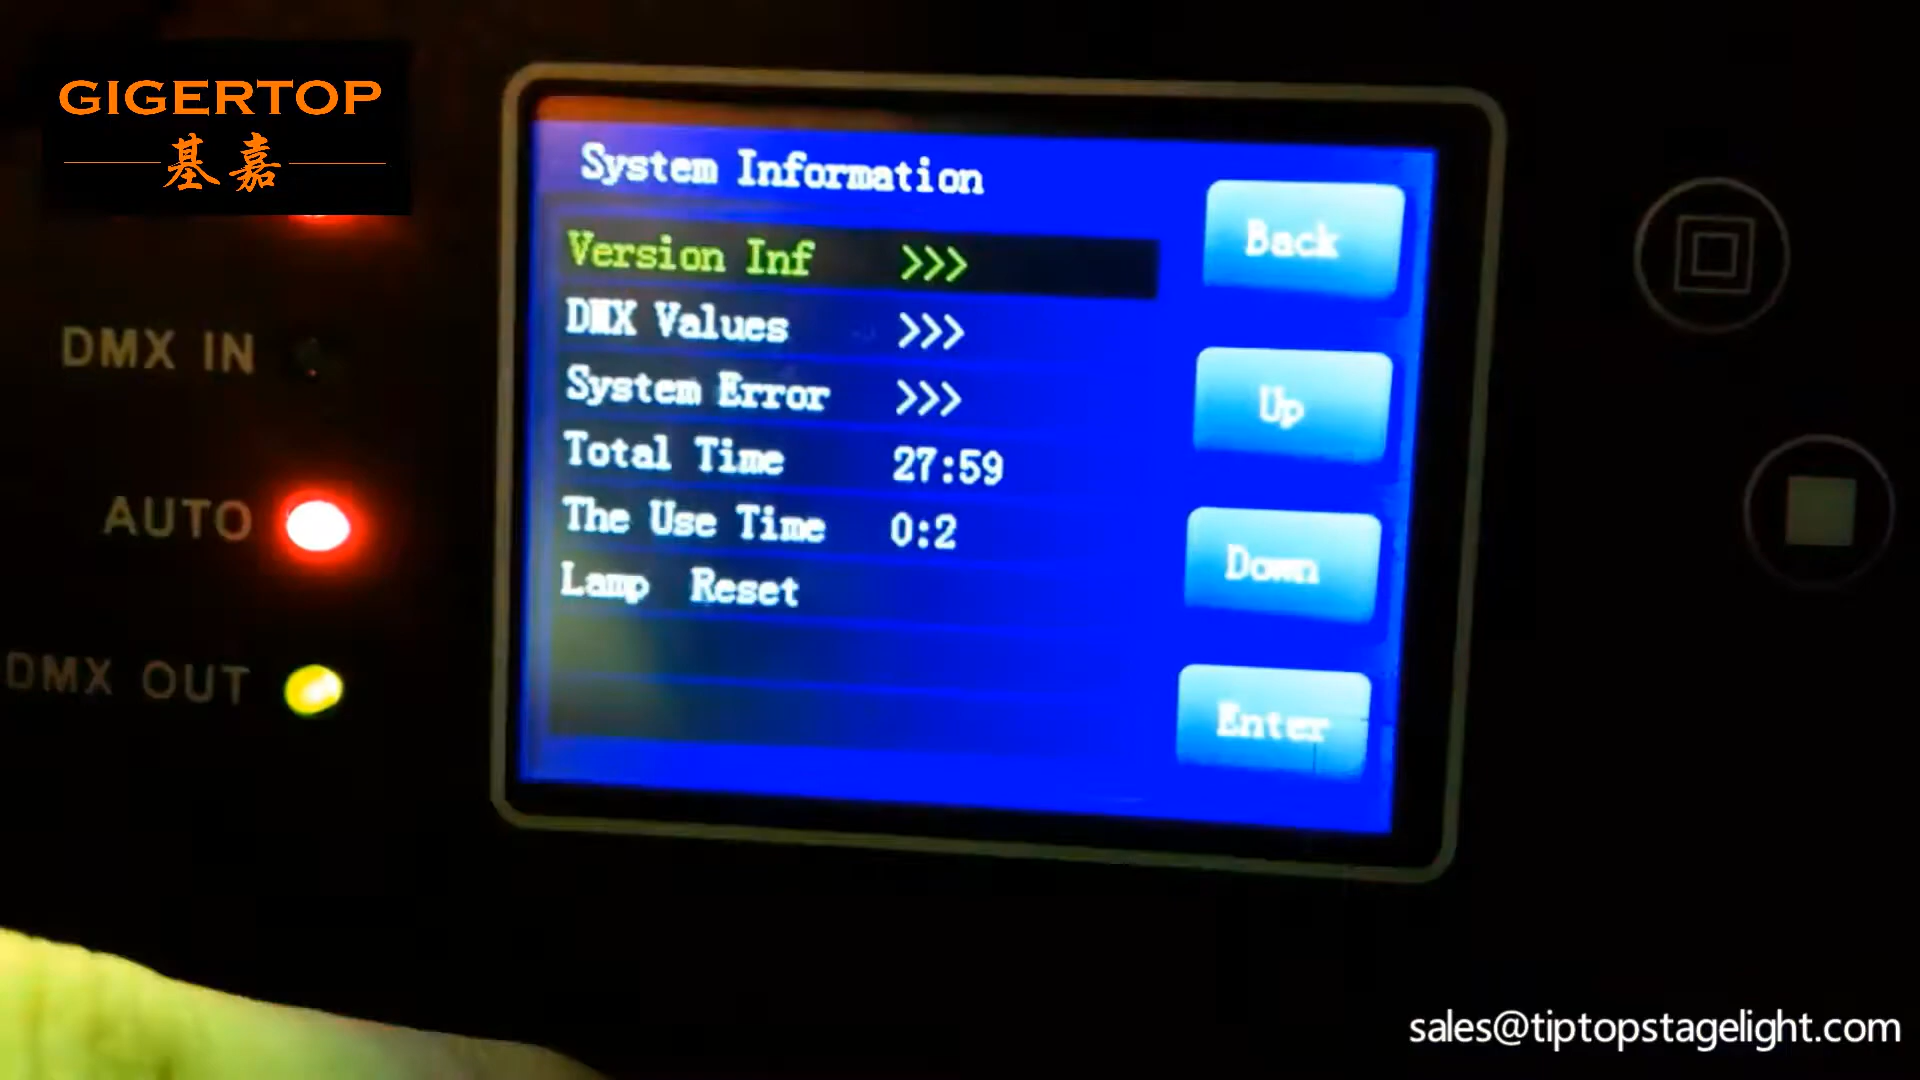 GIGERTOP
基嘉
DMX IN
AUTO
DMX OUT
System Information
Version Inf >>>
DMX Values >>>
System Error >>>
Total Time 27:59
The Use Time 0:2
Lamp Reset
Back
Up
Down
Enter
sales@tiptopstagelight.com